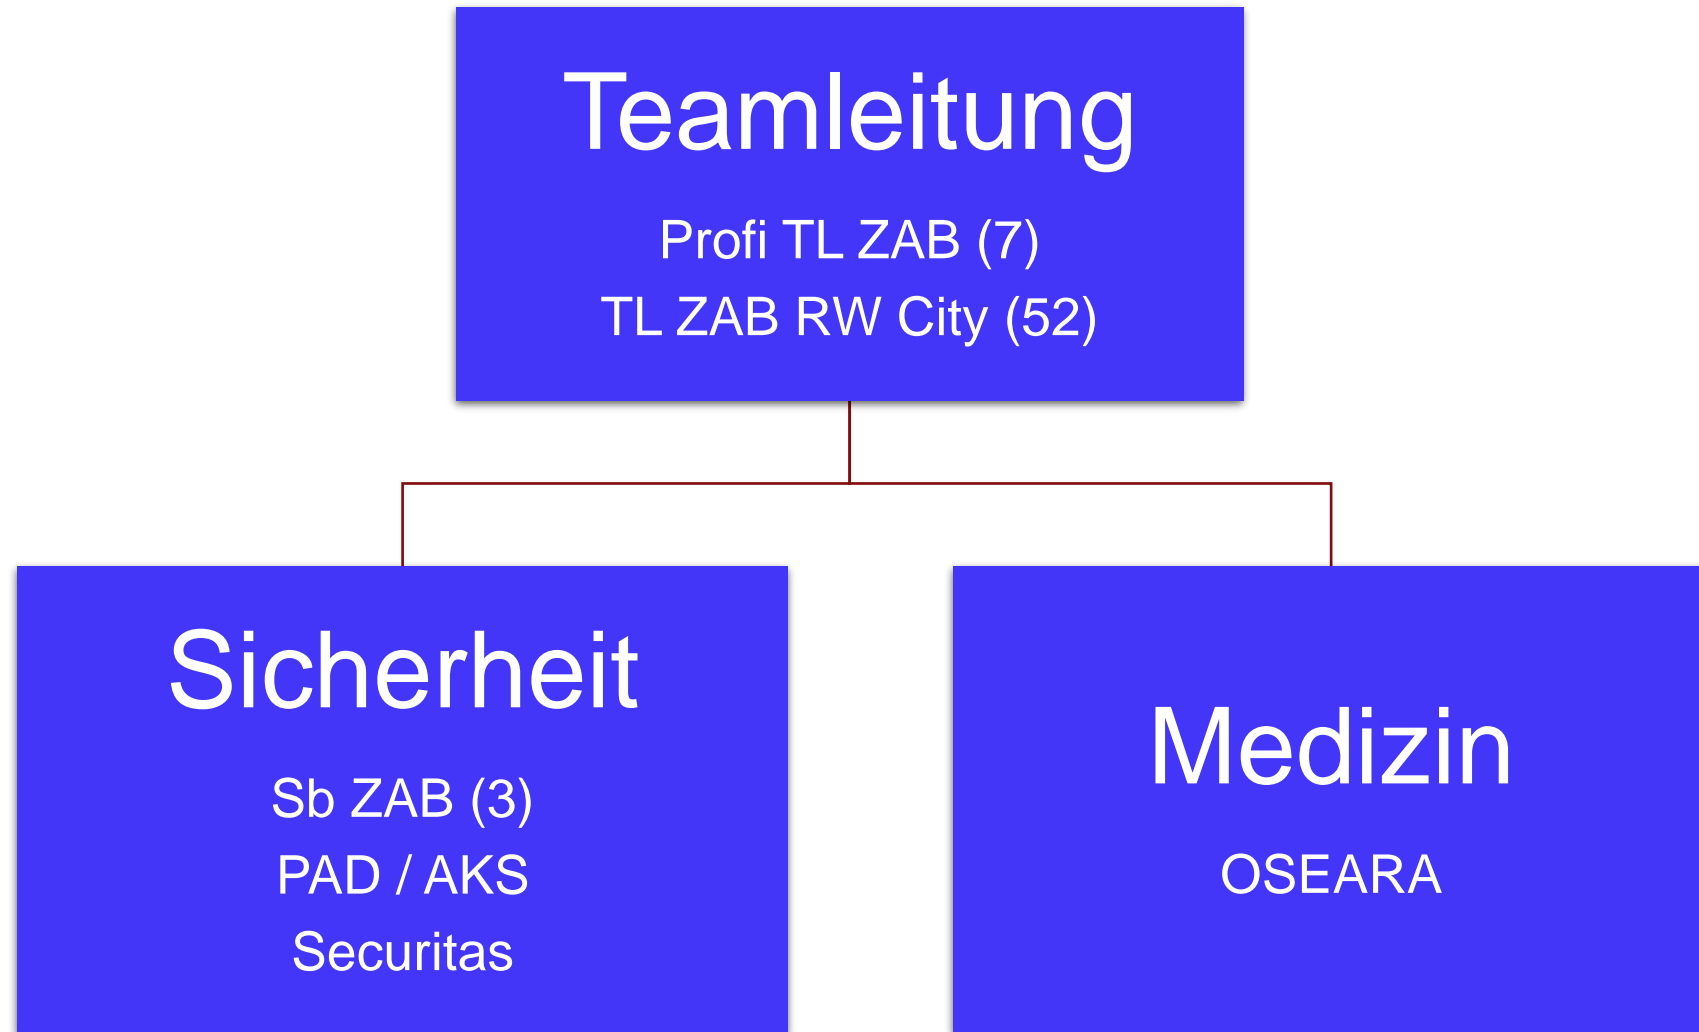 Teamleitung
Profi TL ZAB (7)
TL ZAB RW City (52)
Sicherheit
Sb ZAB (3)
PAD / AKS
Securitas
Medizin
OSEARA